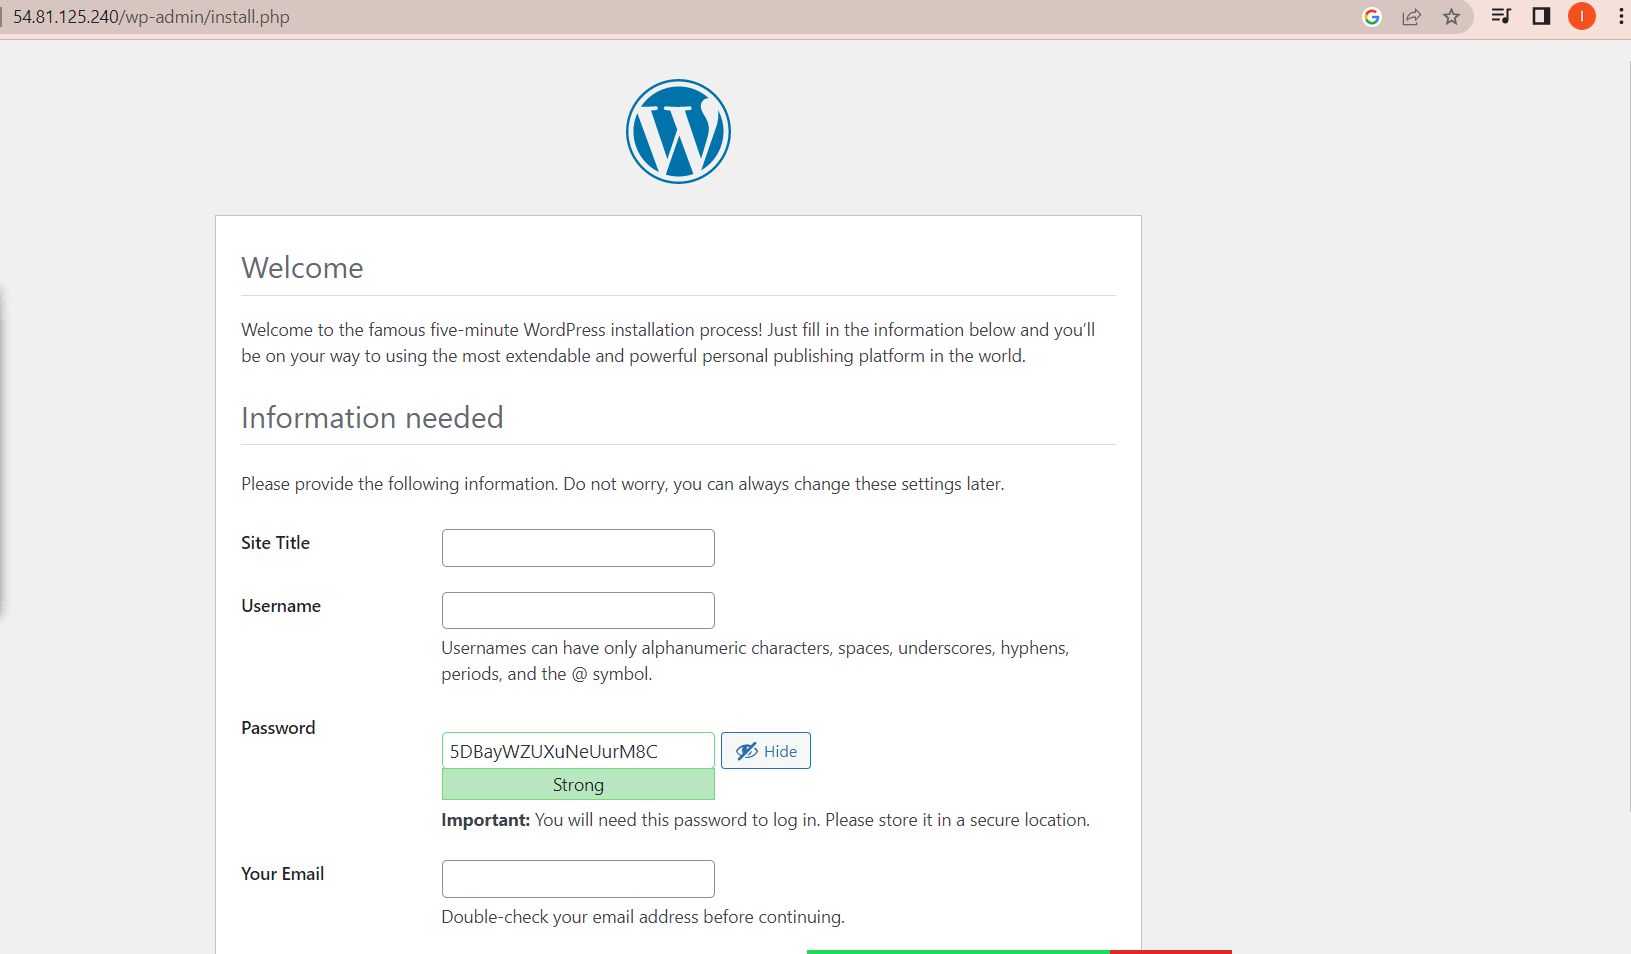 54.81.125.240/wp-admin/install.php
I
Welcome
Welcome to the famous five-minute WordPress installation process! Just fill in the information below and you’ll
be on your way to using the most extendable and powerful personal publishing platform in the world.
Information needed
Please provide the following information. Do not worry, you can always change these settings later.
Site Title
Username
Usernames can have only alphanumeric characters, spaces, underscores, hyphens,
periods, and the @ symbol.
Password
5DBayWZUXuNeUurM8C
Hide
Strong
Important: You will need this password to log in. Please store it in a secure location.
Your Email
Double-check your email address before continuing.